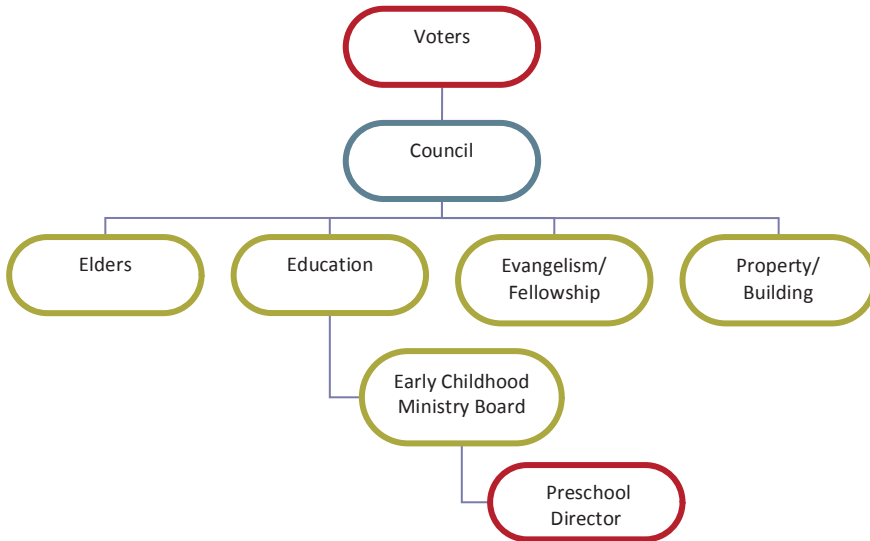 Voters
Council
Elders
Education
Evangelism/
Fellowship
Property/
Building
Early Childhood
Ministry Board
Preschool
Director